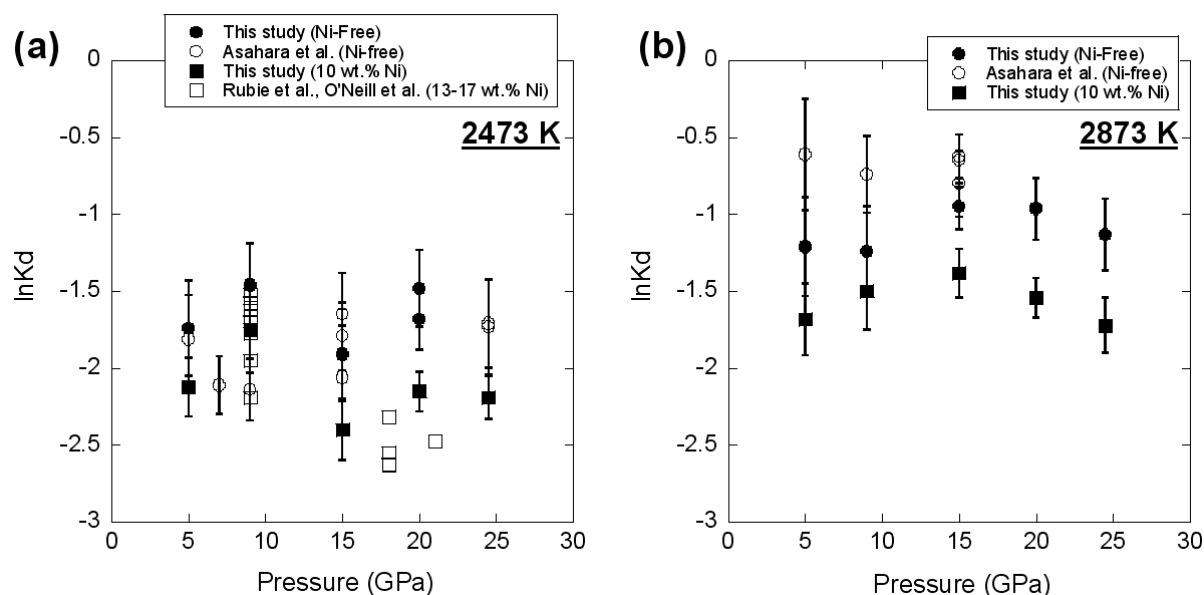 (a)
This study (Ni-Free)
Asahara et al. (Ni-free)
This study (10 wt.% Ni)
Rubie et al., O'Neill et al. (13-17 wt.% Ni)
2473 K
0
-0.5
-1
-1.5
-2
-2.5
-3
lnKd
0
5
10
15
20
25
30
Pressure (GPa)
(b)
This study (Ni-Free)
Asahara et al. (Ni-free)
This study (10 wt.% Ni)
2873 K
0
-0.5
-1
-1.5
-2
-2.5
-3
lnKd
0
5
10
15
20
25
30
Pressure (GPa)